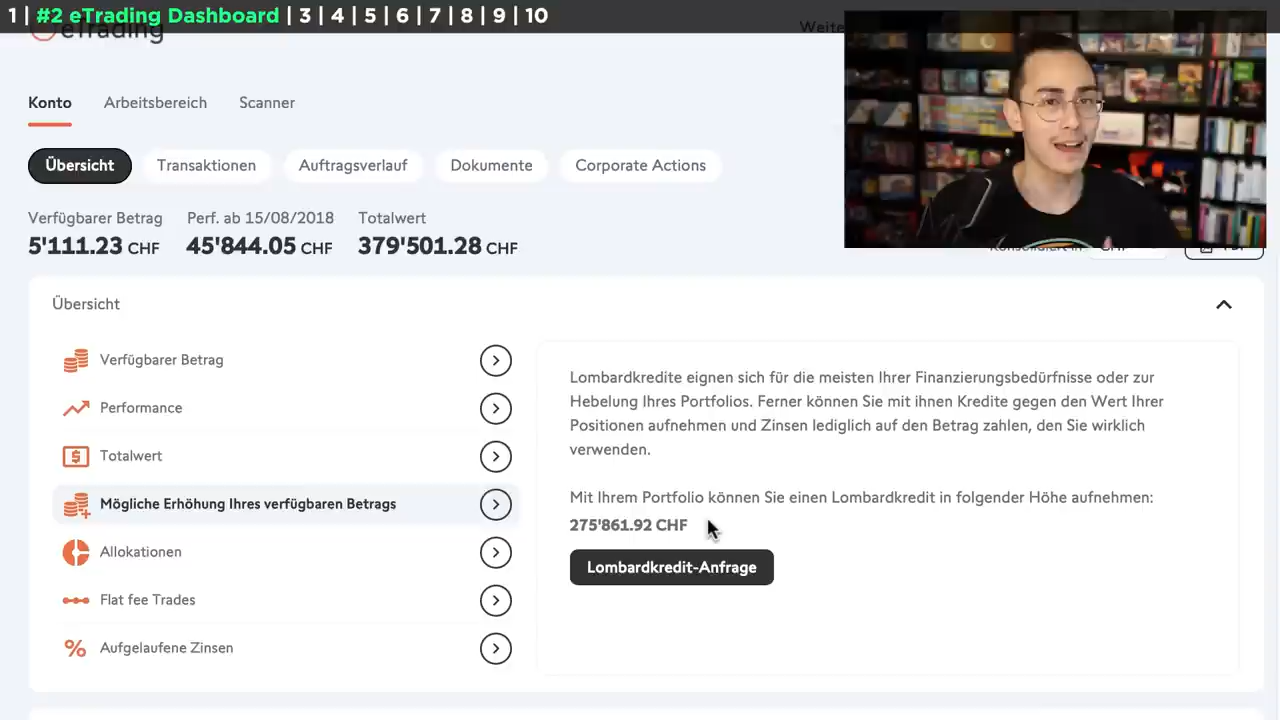 1 | #2 eTrading Dashboard | 3 | 4 | 5 | 6 | 7 | 8 | 9 | 10
eTrading
Konto Arbeitsbereich Scanner
Übersicht Transaktionen Auftragsverlauf Dokumente Corporate Actions
Verfügbarer Betrag Perf. ab 15/08/2018 Totalwert
5'111.23 CHF 45'844.05 CHF 379'501.28 CHF
Übersicht
Verfügbarer Betrag
Performance
Totalwert
Mögliche Erhöhung Ihres verfügbaren Betrags
Allokationen
Flat fee Trades
% Aufgelaufene Zinsen
Lombardkredite eignen sich für die meisten Ihrer Finanzierungsbedürfnisse oder zur
Hebelung Ihres Portfolios. Ferner können Sie mit ihnen Kredite gegen den Wert Ihrer
Positionen aufnehmen und Zinsen lediglich auf den Betrag zahlen, den Sie wirklich
verwenden.
Mit Ihrem Portfolio können Sie einen Lombardkredit in folgender Höhe aufnehmen:
275'861.92 CHF
Lombardkredit-Anfrage